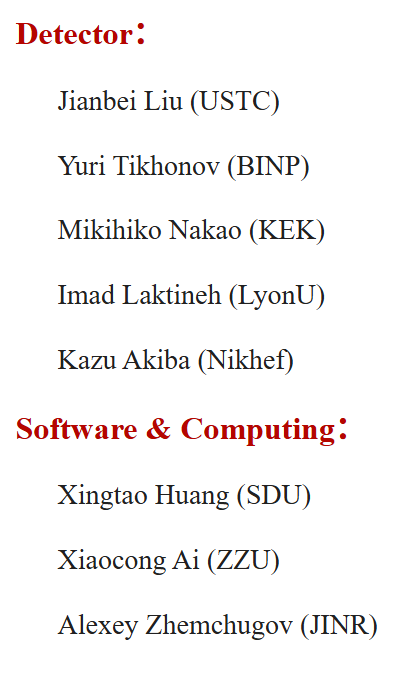 Detector：
Jianbei Liu (USTC)
Yuri Tikhonov (BINP)
Mikihiko Nakao (KEK)
Imad Laktineh (LyonU)
Kazu Akiba (Nikhef)
Software & Computing：
Xingtao Huang (SDU)
Xiaocong Ai (ZZU)
Alexey Zhemchugov (JINR)